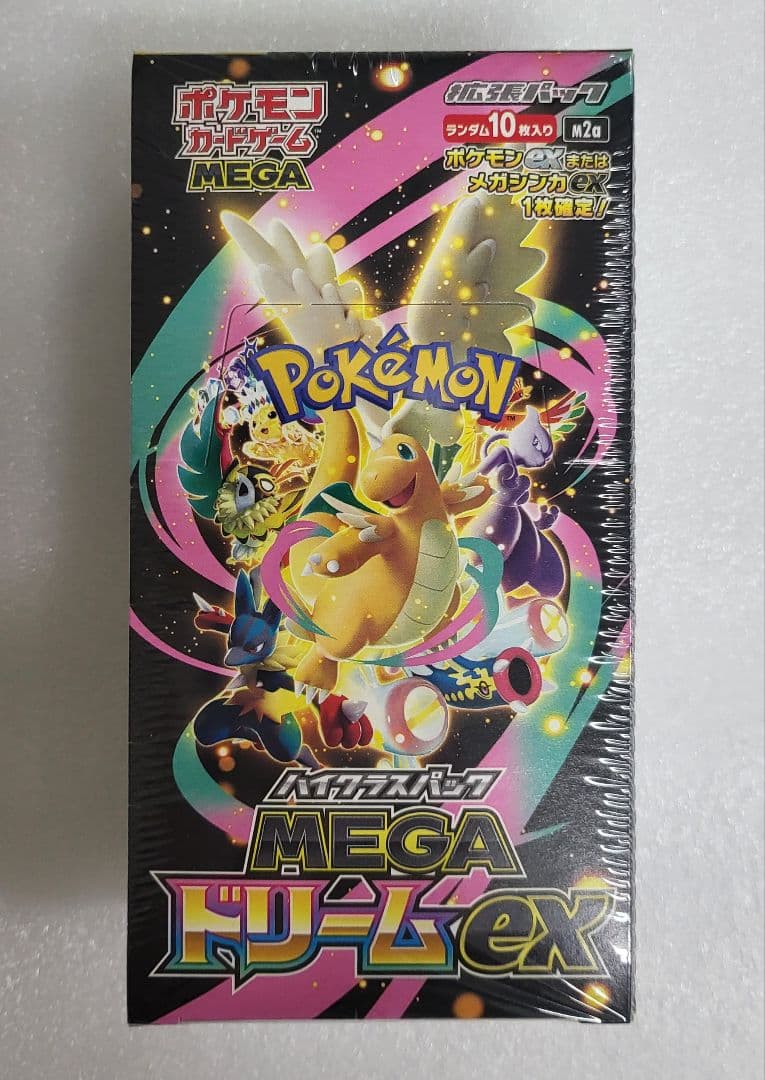 ポケモン
カードゲーム™
MEGA
拡張パック
ランダム10枚入り M2a
ポケモンexまたは
メガシンカex
1枚確定!
POKéMON™
ハイクラスパック
MEGA
ドリームex